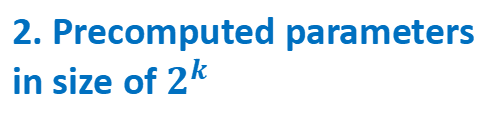 2. Precomputed parameters
in size of 2^k